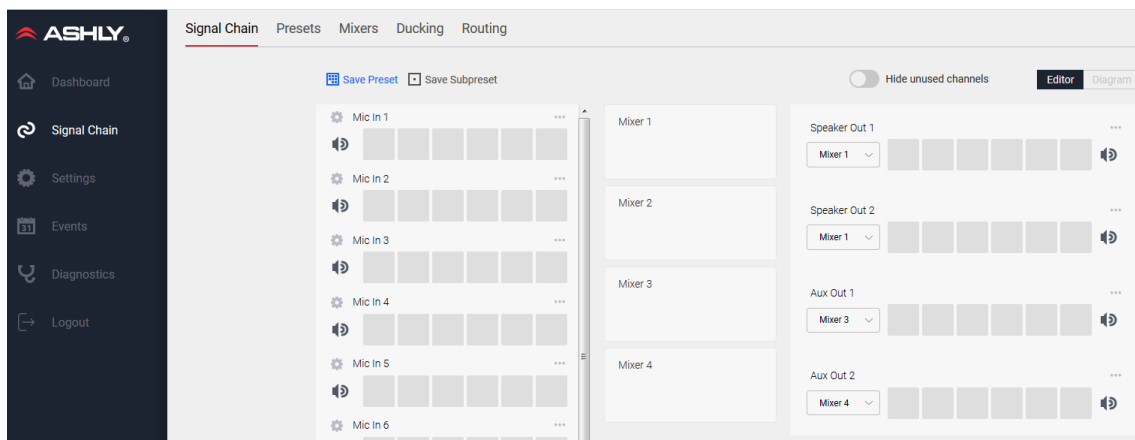 ASHLY®
Dashboard
Signal Chain
Settings
31
Events
Diagnostics
Logout
Signal Chain Presets Mixers Ducking Routing
Save Preset Save Subpreset
Hide unused channels
Editor Diagram
Mic In 1
Mic In 2
Mic In 3
Mic In 4
Mic In 5
Mic In 6
Mixer 1
Mixer 2
Mixer 3
Mixer 4
Speaker Out 1
Mixer 1
Speaker Out 2
Mixer 1
Aux Out 1
Mixer 3
Aux Out 2
Mixer 4